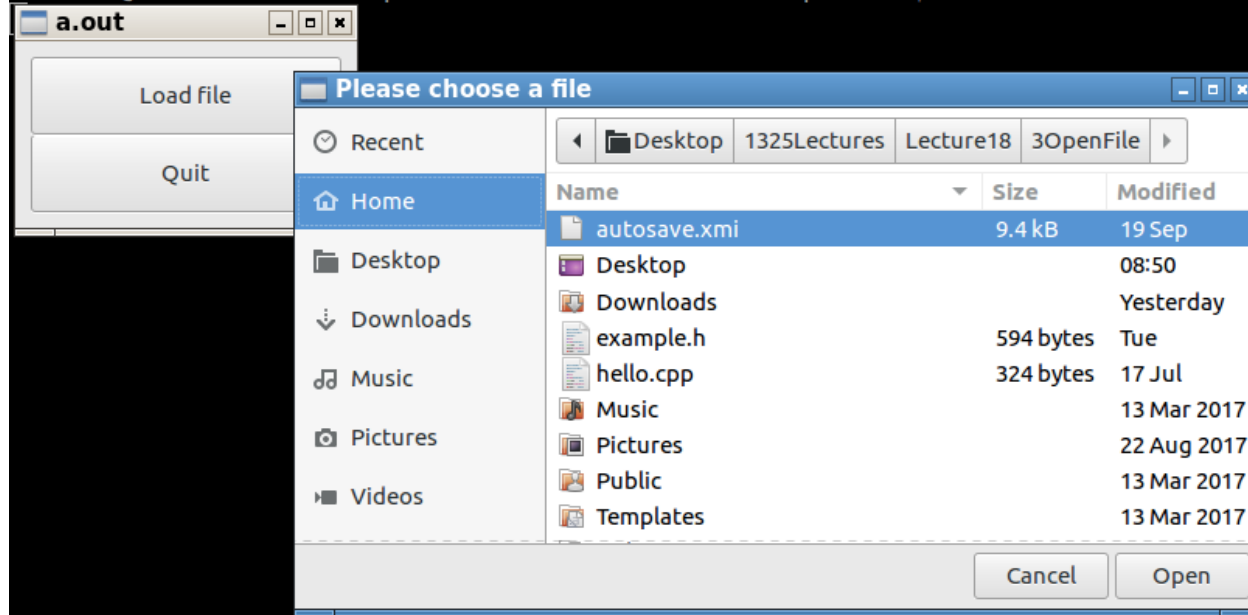 a.out
Load file
Quit
Please choose a file
Recent
Home
Desktop
Downloads
Music
Pictures
Videos
Desktop 1325Lectures Lecture18 3OpenFile
Name Size Modified
autosave.xmi 9.4 kB 19 Sep
Desktop 08:50
Downloads Yesterday
example.h 594 bytes Tue
hello.cpp 324 bytes 17 Jul
Music 13 Mar 2017
Pictures 22 Aug 2017
Public 13 Mar 2017
Templates 13 Mar 2017
Cancel Open